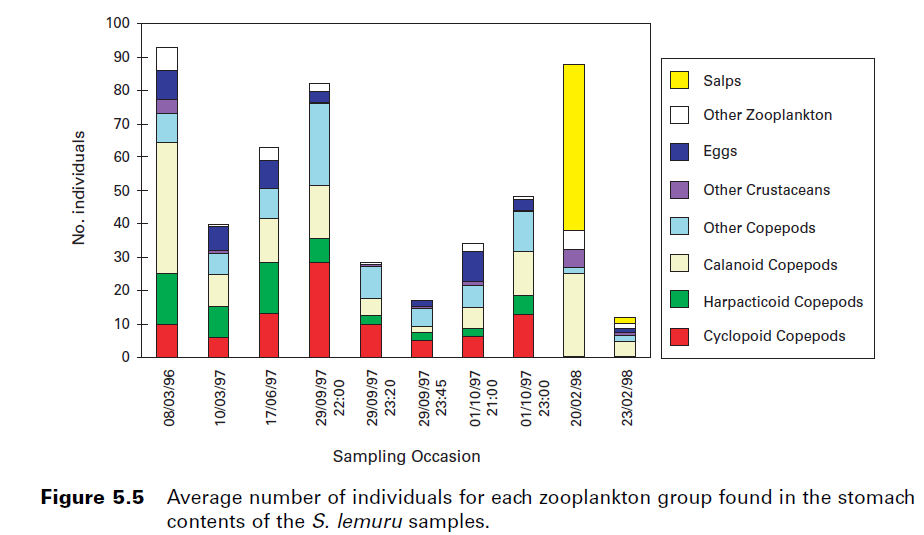 100
90
80
70
60
50
40
30
20
10
0
No. individuals
08/03/96
10/03/97
17/06/97
29/09/97
22:00
29/09/97
23:20
29/09/97
23:45
01/10/97
21:00
01/10/97
23:00
20/02/98
23/02/98
Sampling Occasion
Salps
Other Zooplankton
Eggs
Other Crustaceans
Other Copepods
Calanoid Copepods
Harpacticoid Copepods
Cyclopoid Copepods
Figure 5.5 Average number of individuals for each zooplankton group found in the stomach
contents of the S. lemuru samples.